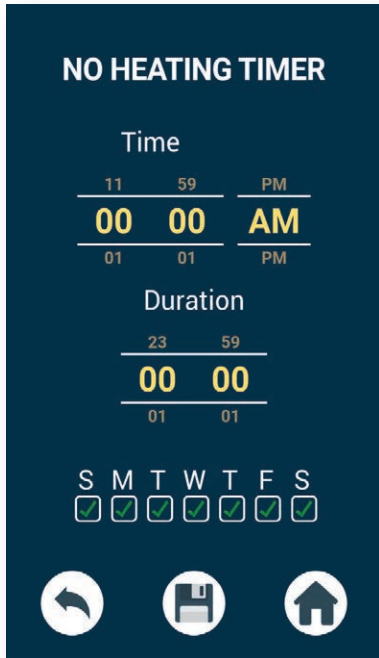 NO HEATING TIMER
Time
11 59 PM
00 00 AM
01 01 PM
Duration
23 59
00 00
01 01
S M T W T F S